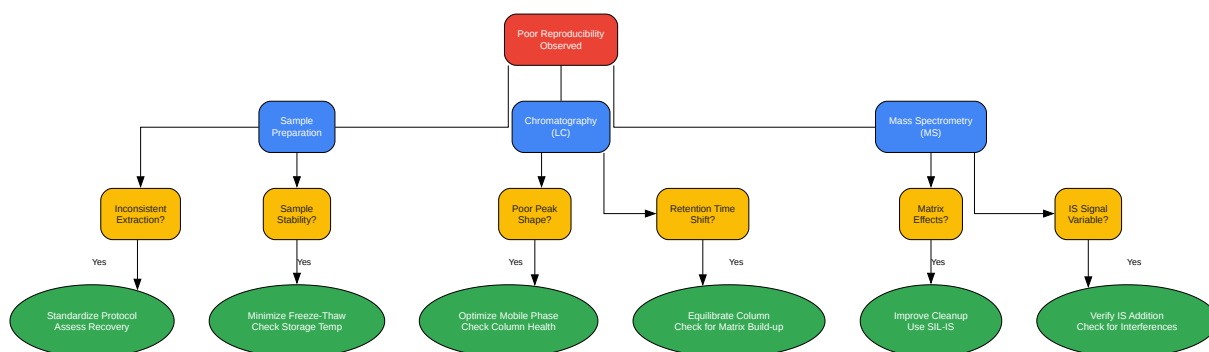 Poor Reproducibility
Observed
Sample
Preparation
Chromatography
(LC)
Mass Spectrometry
(MS)
Inconsistent
Extraction?
Sample
Stability?
Poor Peak
Shape?
Retention Time
Shift?
Matrix
Effects?
IS Signal
Variable?
Yes
Yes
Yes
Yes
Yes
Yes
Standardize Protocol
Assess Recovery
Minimize Freeze-Thaw
Check Storage Temp
Optimize Mobile Phase
Check Column Health
Equilibrate Column
Check for Matrix Build-up
Improve Cleanup
Use SIL-IS
Verify IS Addition
Check for Interferences